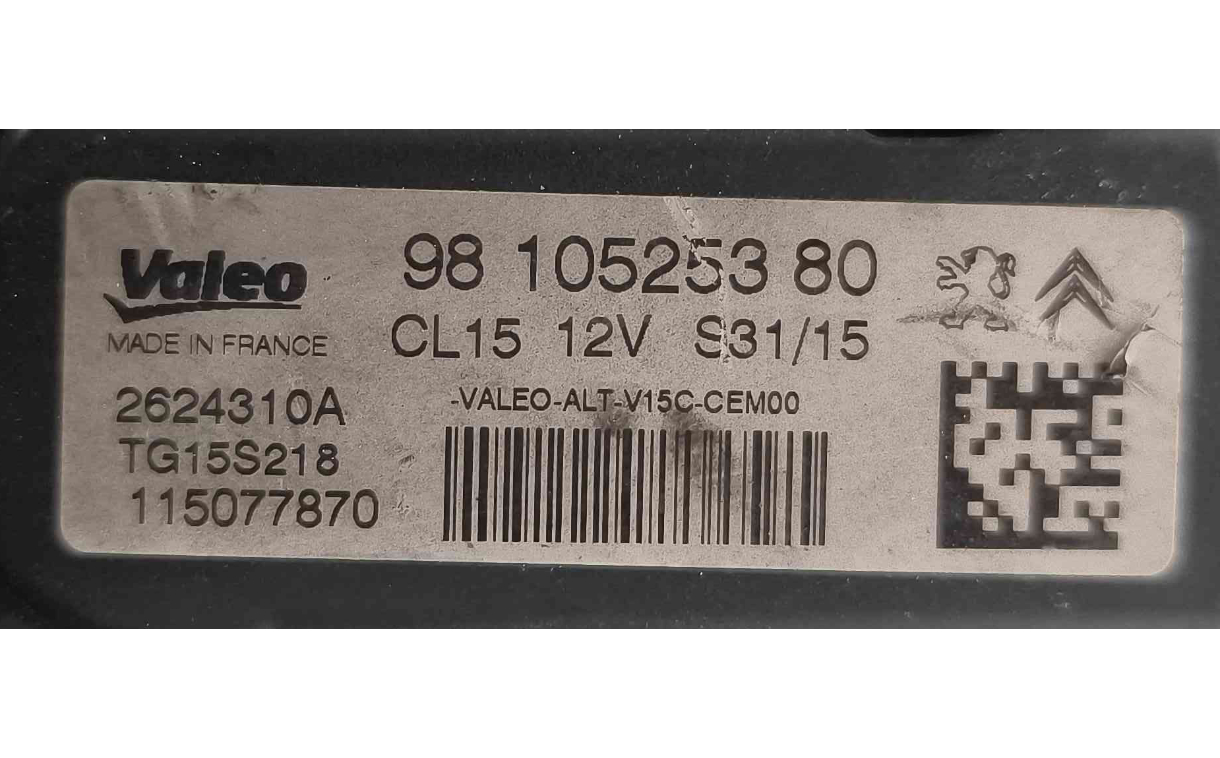 Valeo
MADE IN FRANCE
98 105253 80
CL15 12V S31/15
2624310A
TG15S218
115077870
-VALEO-ALT-V15C-CEM00